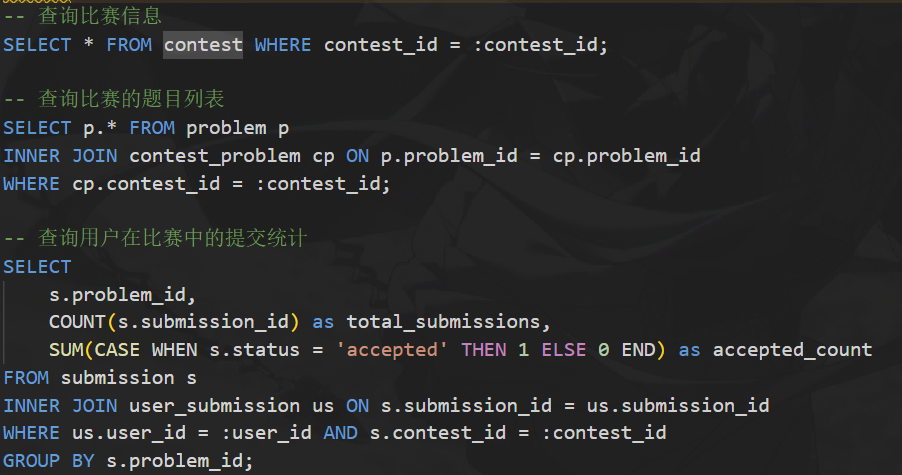 -- 查询比赛信息
SELECT * FROM contest WHERE contest_id = :contest_id;
-- 查询比赛的题目列表
SELECT p.* FROM problem p
INNER JOIN contest_problem cp ON p.problem_id = cp.problem_id
WHERE cp.contest_id = :contest_id;
-- 查询用户在比赛中的提交统计
SELECT
    s.problem_id,
    COUNT(s.submission_id) as total_submissions,
    SUM(CASE WHEN s.status = 'accepted' THEN 1 ELSE 0 END) as accepted_count
FROM submission s
INNER JOIN user_submission us ON s.submission_id = us.submission_id
WHERE us.user_id = :user_id AND s.contest_id = :contest_id
GROUP BY s.problem_id;